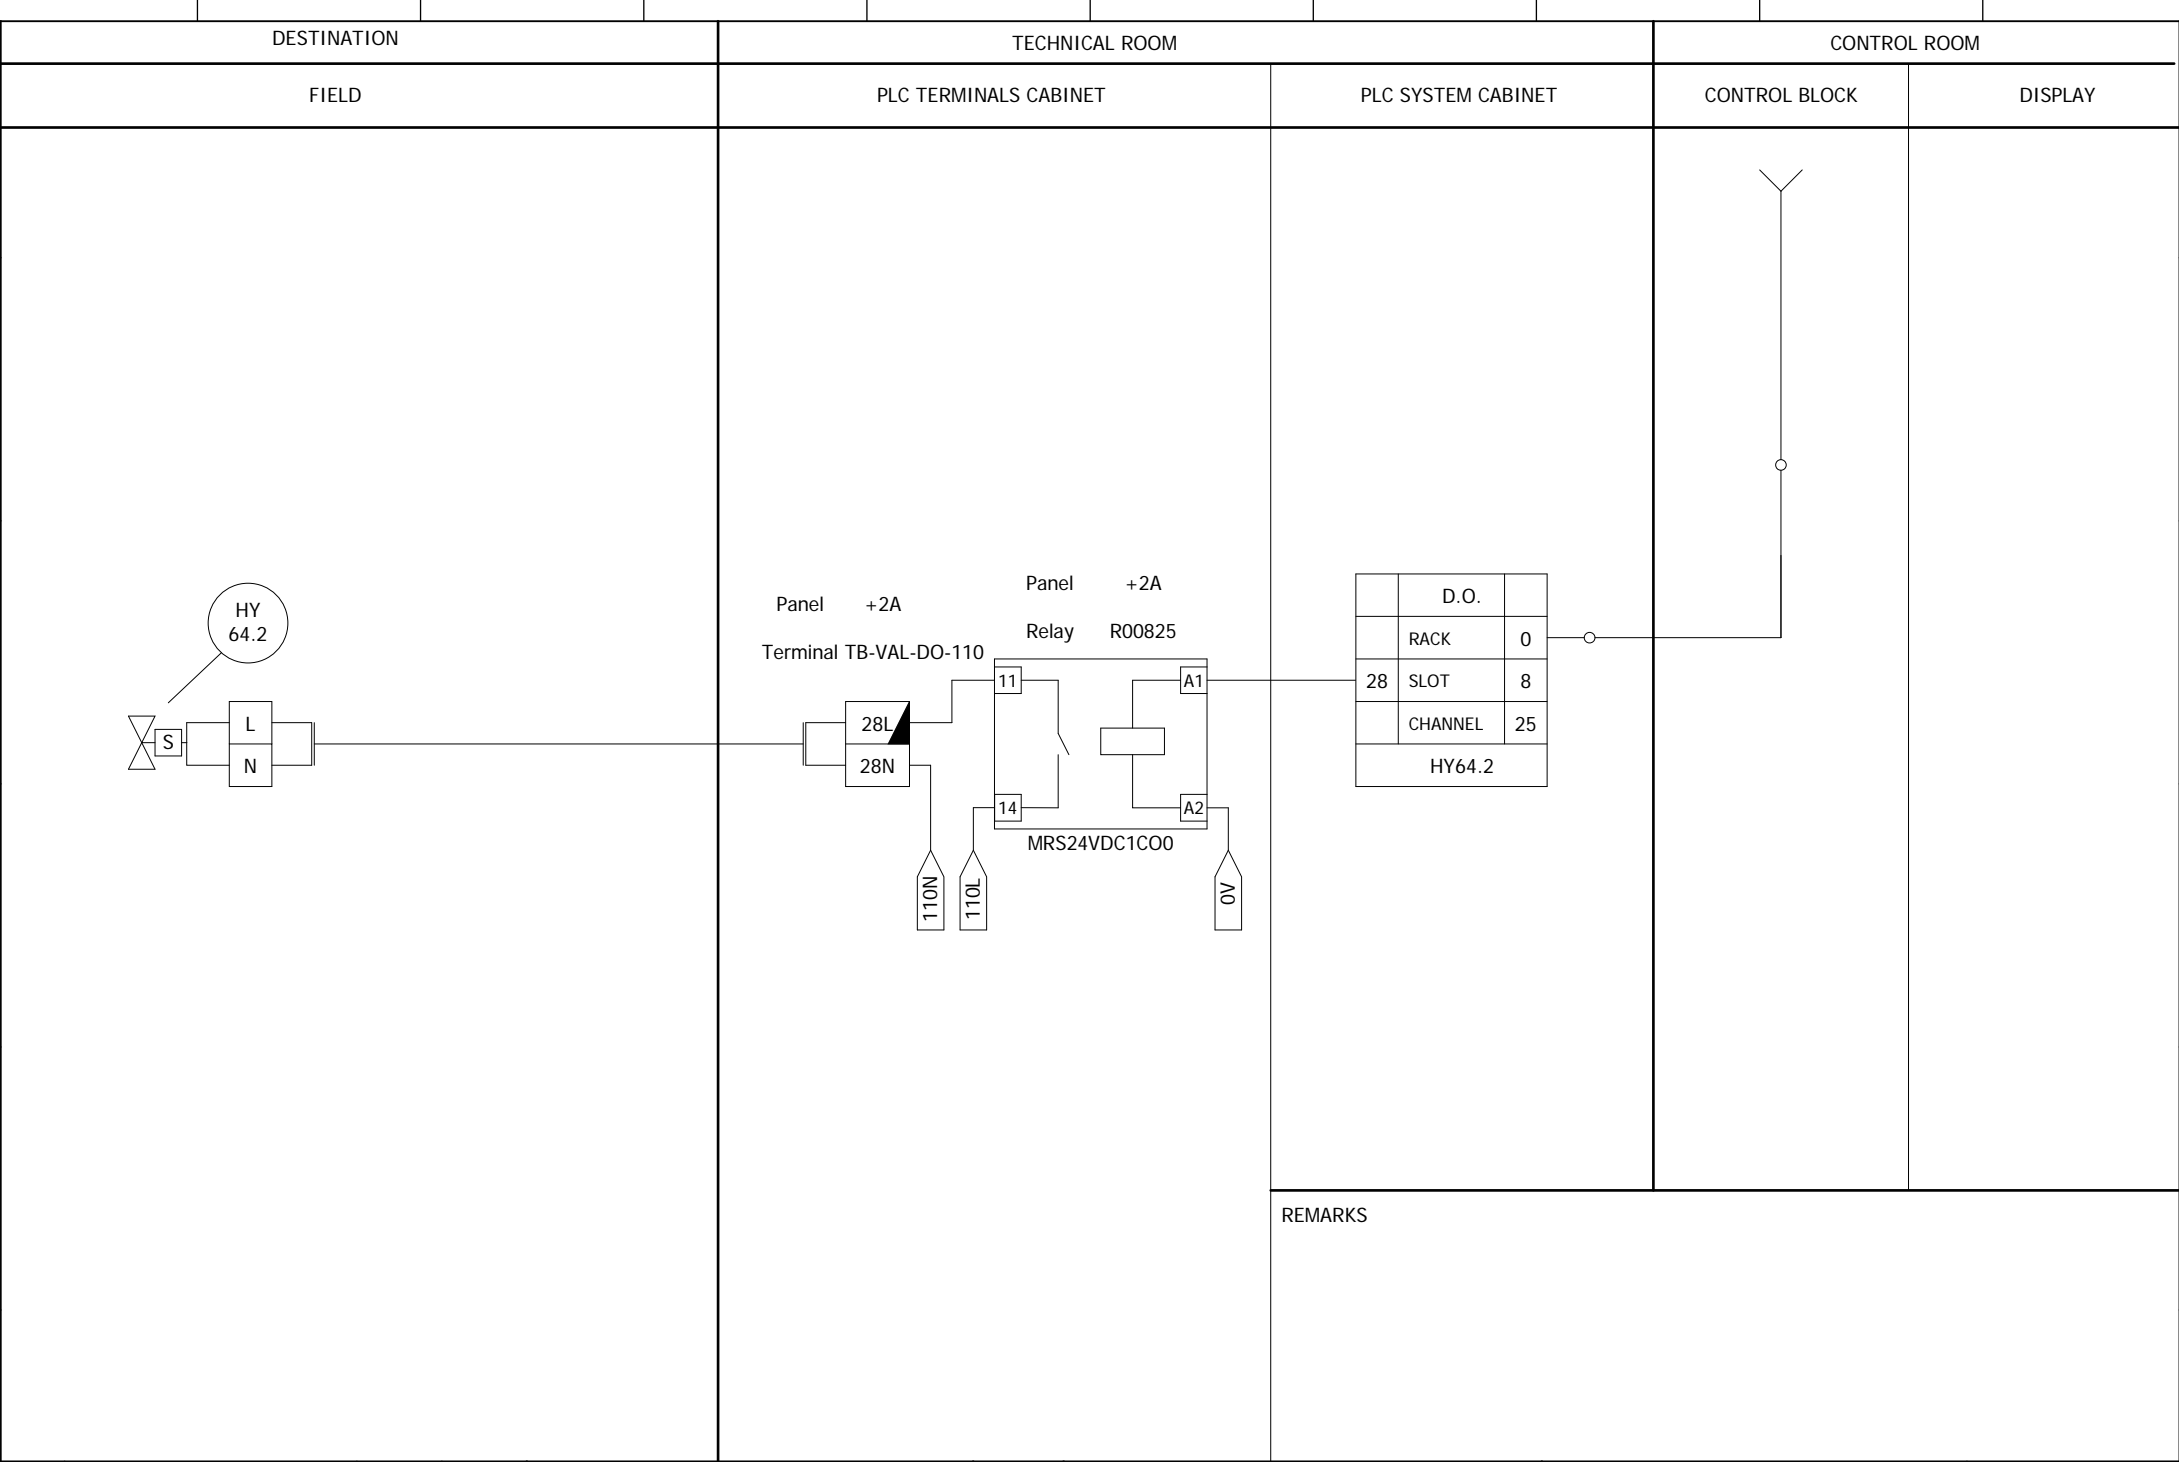 DESTINATION
TECHNICAL ROOM
CONTROL ROOM
FIELD
PLC TERMINALS CABINET
PLC SYSTEM CABINET
CONTROL BLOCK
DISPLAY
HY
64.2
S
L
N
Panel +2A
Terminal TB-VAL-DO-110
28L
28N
110N
110L
Panel +2A
Relay R00825
11
14
A1
A2
MRS24VDC1CO0
0V
D.O.
RACK 0
28 SLOT 8
CHANNEL 25
HY64.2
REMARKS